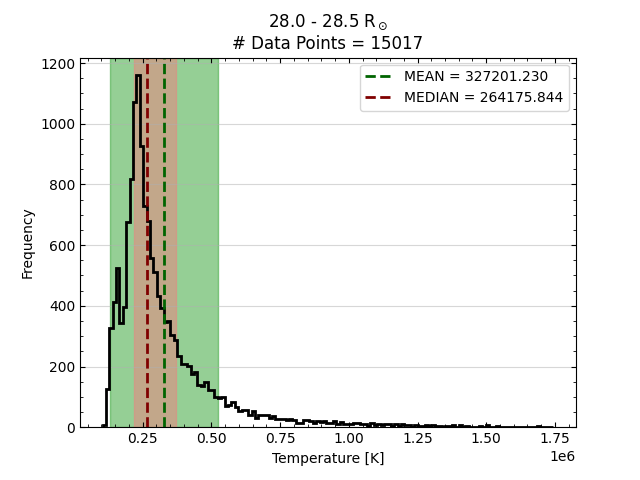 28.0 - 28.5 R⊙
# Data Points = 15017
MEAN = 327201.230
MEDIAN = 264175.844
1200
1000
800
600
400
200
0
Frequency
0.25
0.50
0.75
1.00
1.25
1.50
1.75
1e6
Temperature [K]